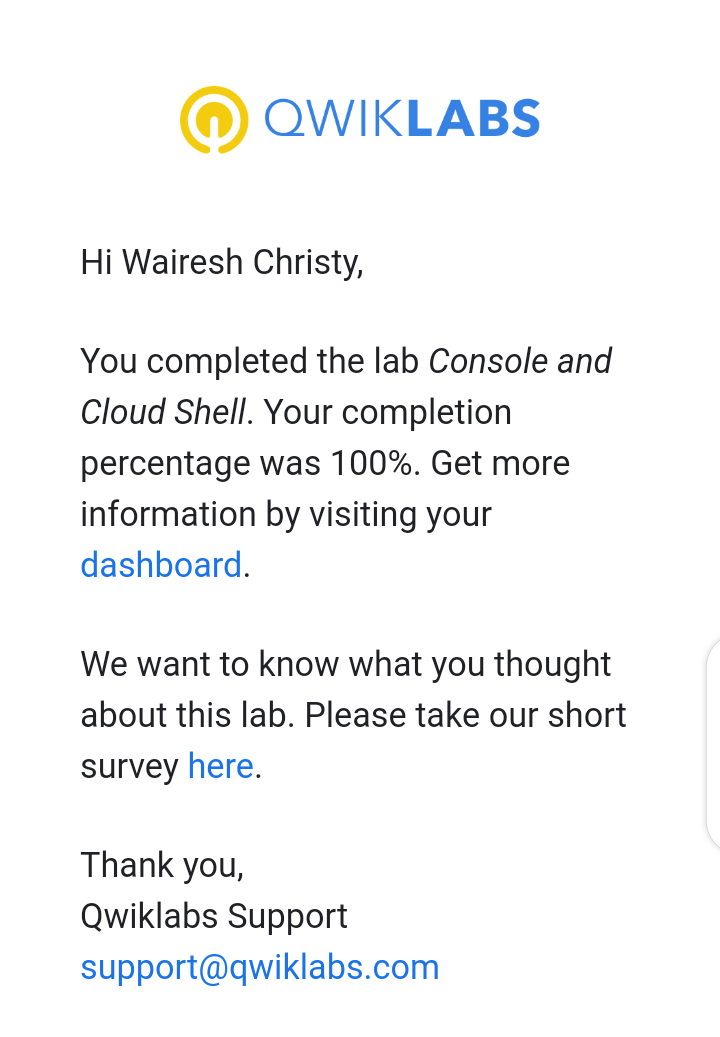 QWIKLABS
Hi Wairesh Christy,
You completed the lab Console and
Cloud Shell. Your completion
percentage was 100%. Get more
information by visiting your
dashboard.
We want to know what you thought
about this lab. Please take our short
survey here.
Thank you,
Qwiklabs Support
support@qwiklabs.com